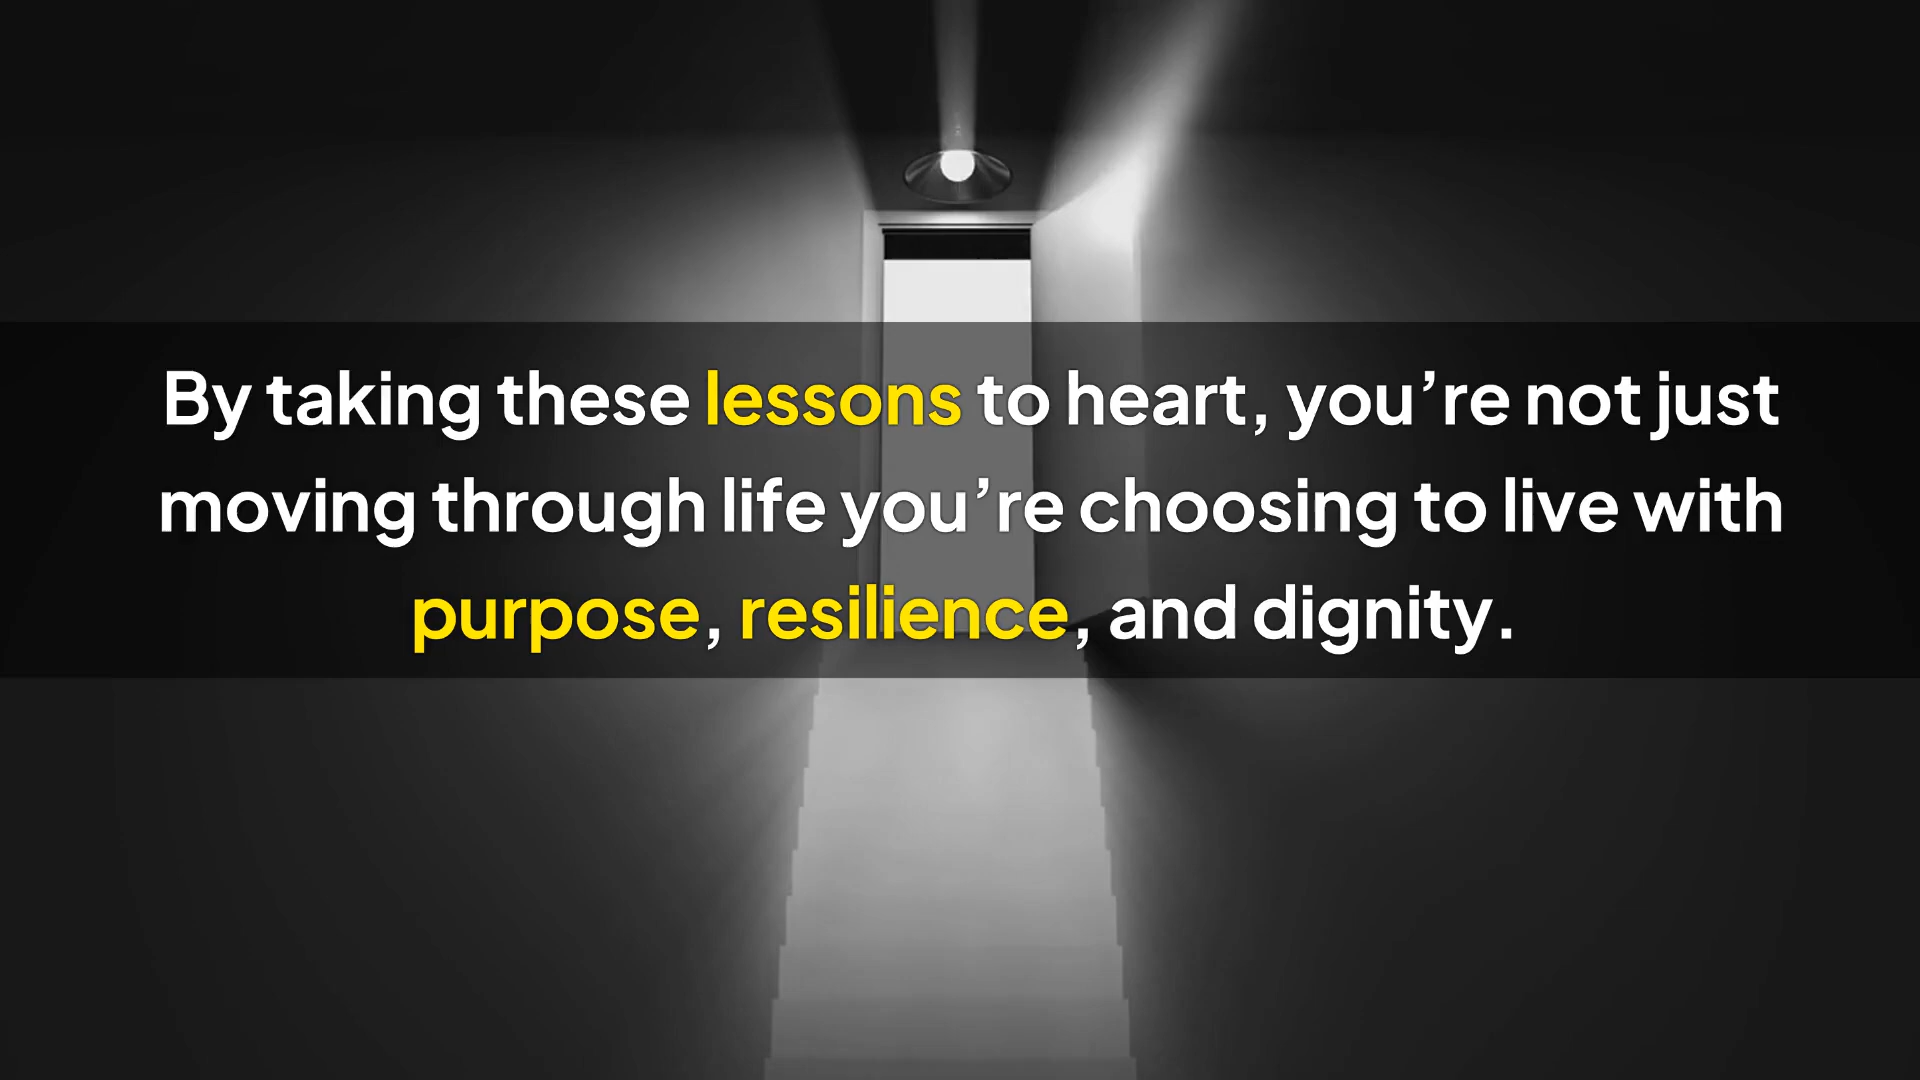 By taking these lessons to heart, you’re not just
moving through life you’re choosing to live with
purpose, resilience, and dignity.